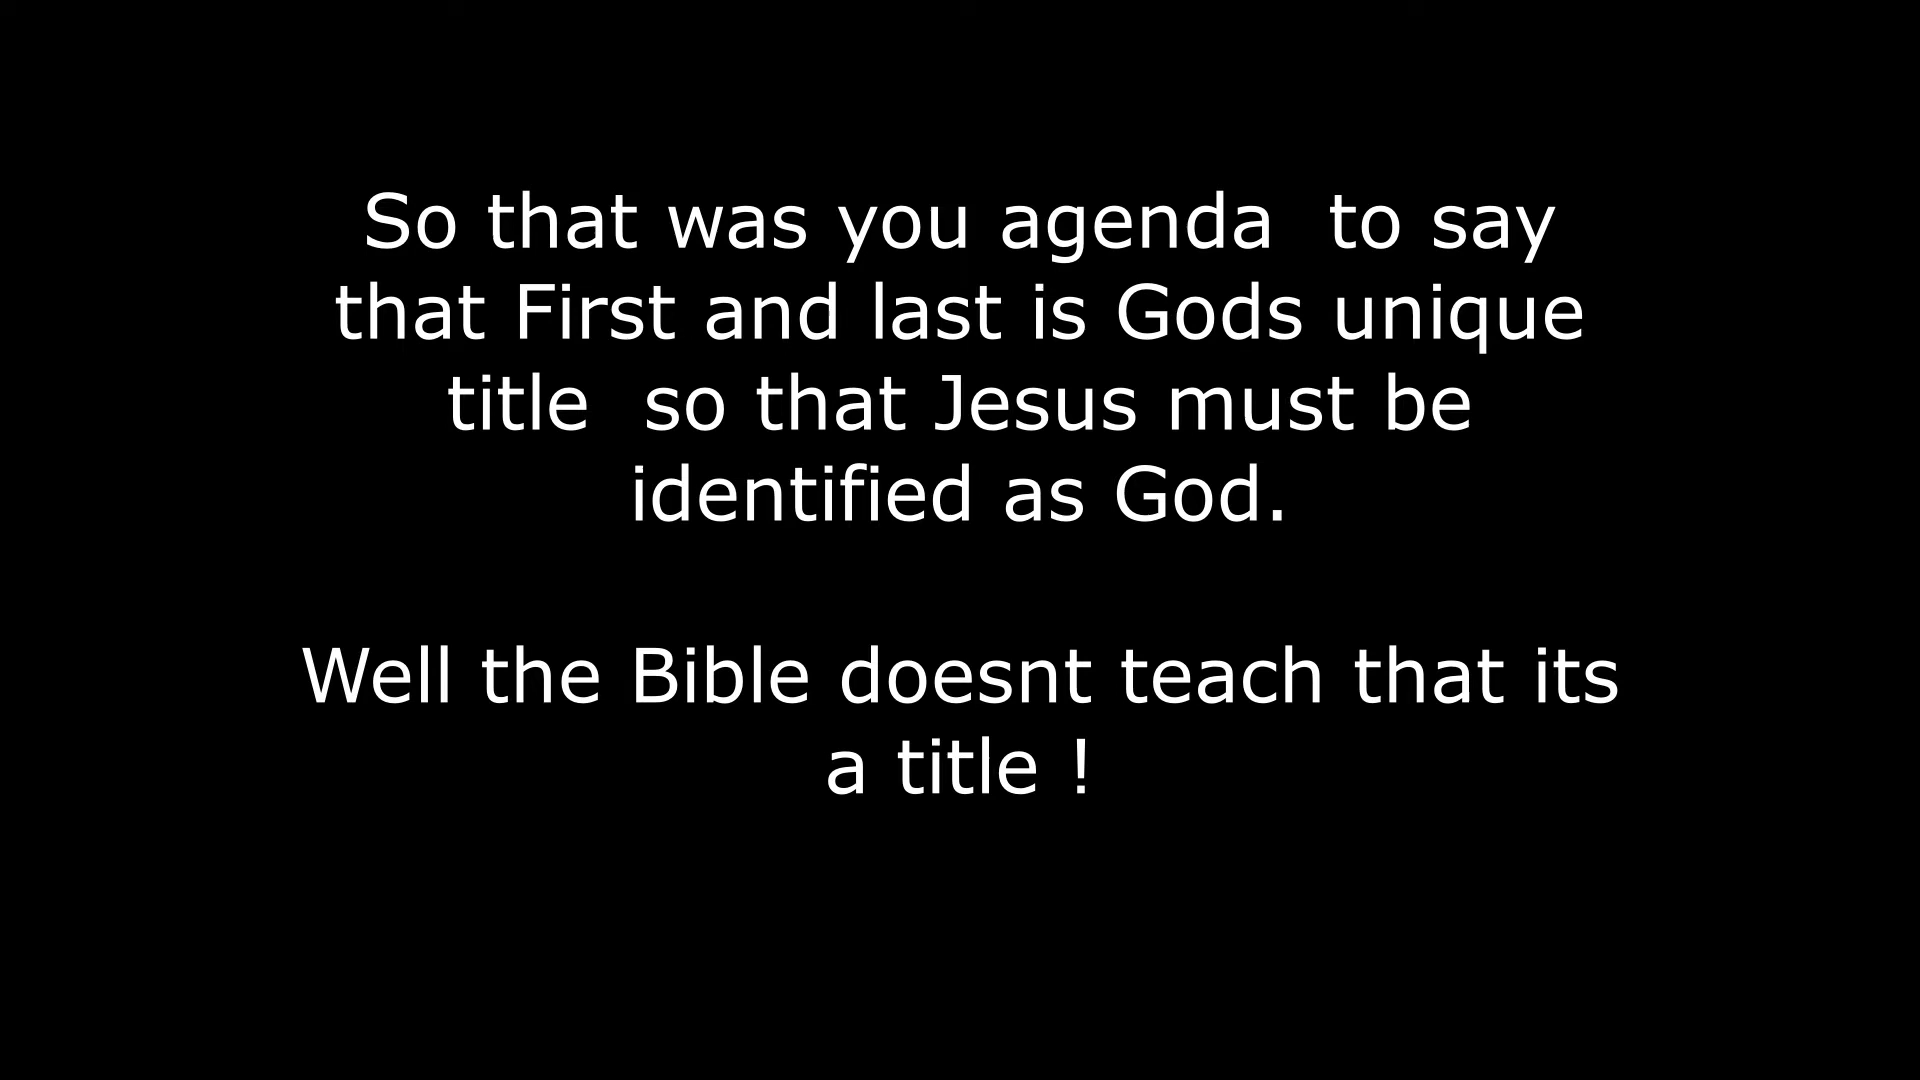 So that was you agenda  to say
that First and last is Gods unique
title  so that Jesus must be
identified as God.
Well the Bible doesnt teach that its
a title !